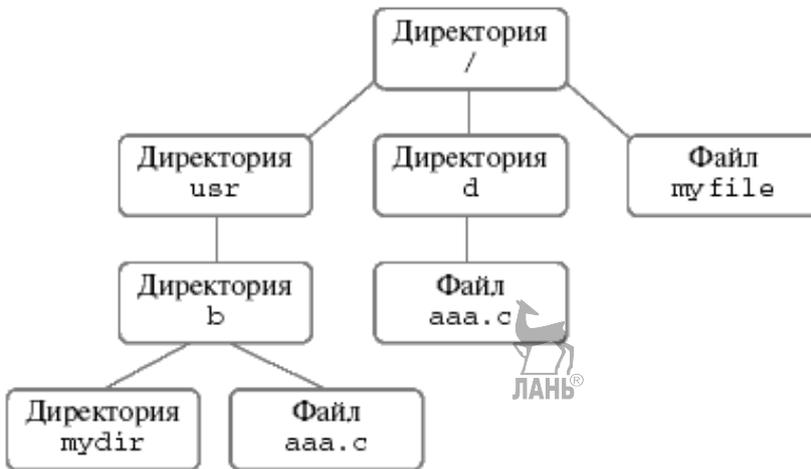 Директория
/
Директория
usr
Директория
d
Файл
myfile
Директория
b
Файл
aaa.c
ЛАНЬ®
Директория
mydir
Файл
aaa.c